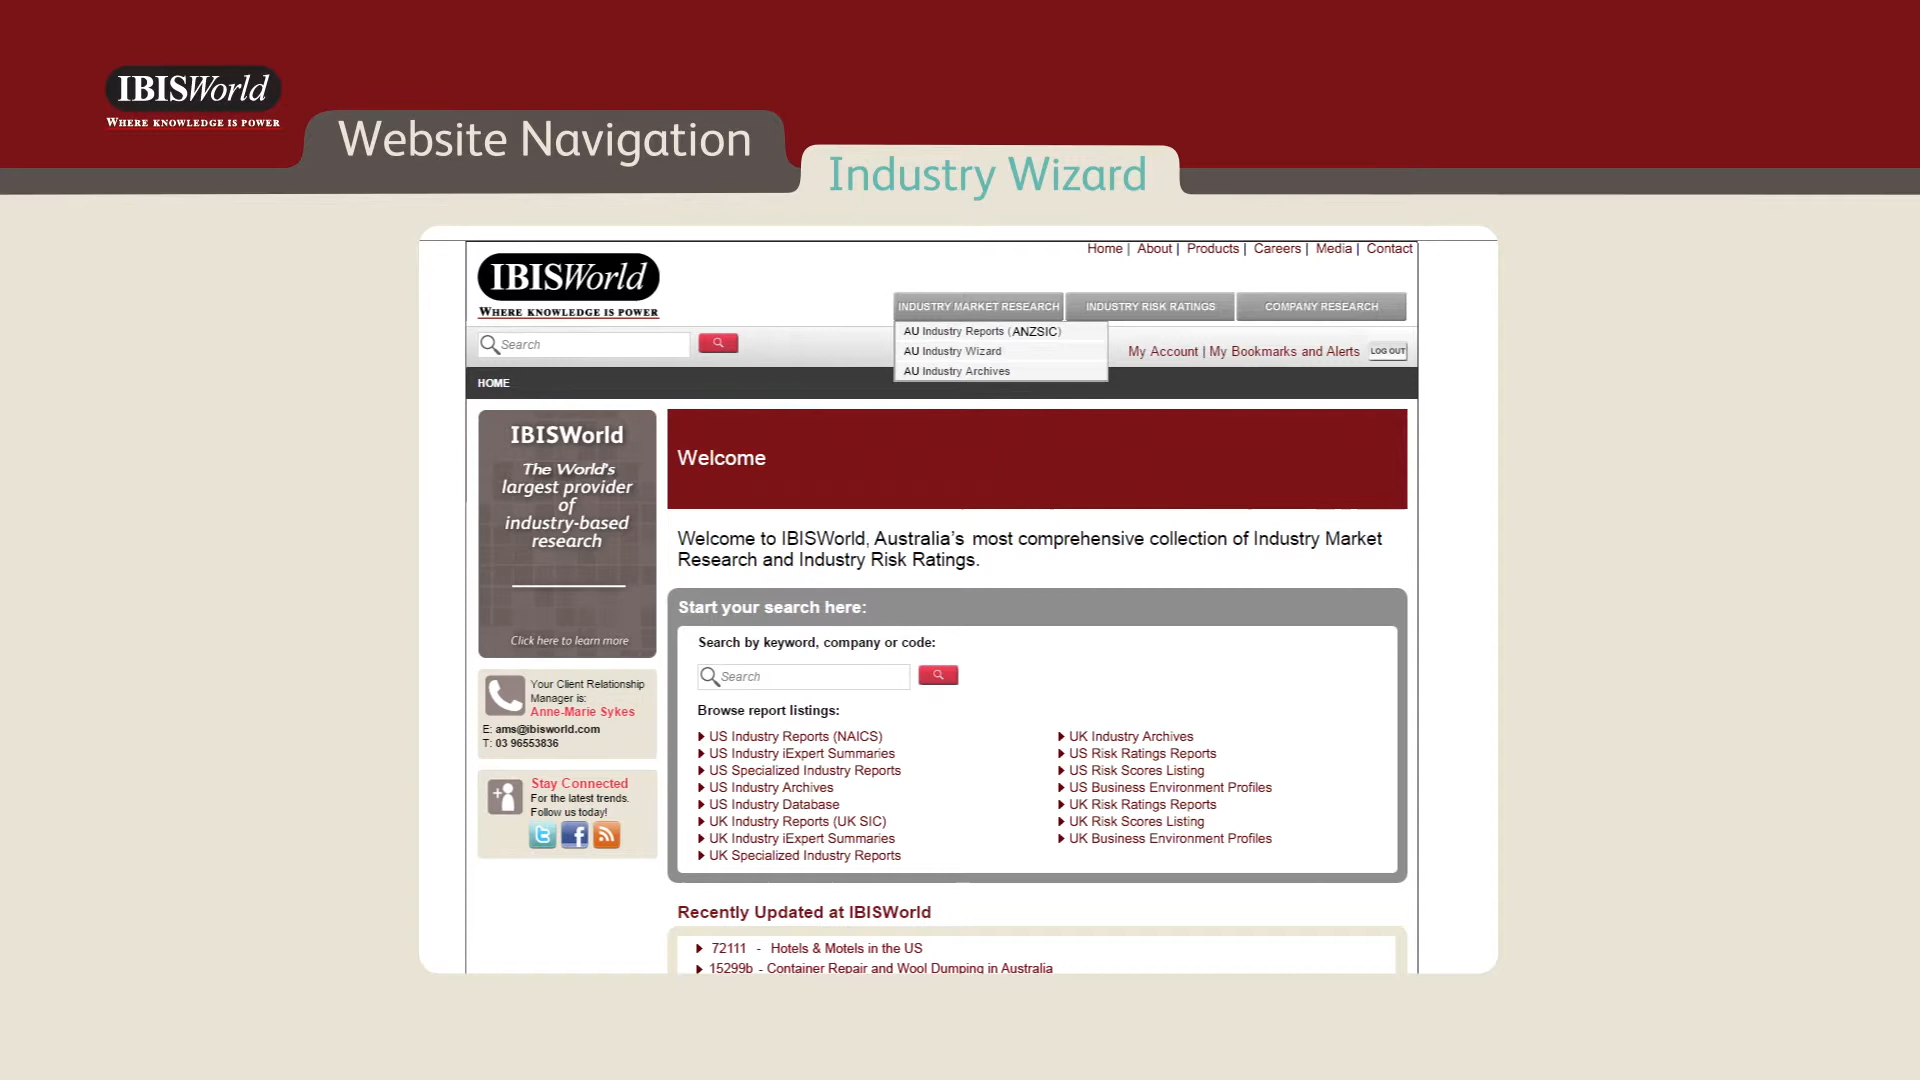 IBISWorld
WHERE KNOWLEDGE IS POWER
Website Navigation
Industry Wizard
Home | About | Products | Careers | Media | Contact
IBISWorld
WHERE KNOWLEDGE IS POWER
INDUSTRY MARKET RESEARCH
INDUSTRY RISK RATINGS
COMPANY RESEARCH
AU Industry Reports (ANZSIC)
AU Industry Wizard
AU Industry Archives
Search
My Account | My Bookmarks and Alerts
LOG OUT
HOME
IBISWorld
The World's
largest provider
of
industry-based
research
Click here to learn more
Your Client Relationship
Manager is:
Anne-Marie Sykes
E: ams@ibisworld.com
T: 03 96553836
Stay Connected
For the latest trends.
Follow us today!
Welcome
Welcome to IBISWorld, Australia's most comprehensive collection of Industry Market
Research and Industry Risk Ratings.
Start your search here:
Search by keyword, company or code:
Search
Browse report listings:
US Industry Reports (NAICS)
US Industry iExpert Summaries
US Specialized Industry Reports
US Industry Archives
US Industry Database
UK Industry Reports (UK SIC)
UK Industry iExpert Summaries
UK Specialized Industry Reports
UK Industry Archives
US Risk Ratings Reports
US Risk Scores Listing
US Business Environment Profiles
UK Risk Ratings Reports
UK Risk Scores Listing
UK Business Environment Profiles
Recently Updated at IBISWorld
72111 - Hotels & Motels in the US
15299b - Container Repair and Wool Dumping in Australia